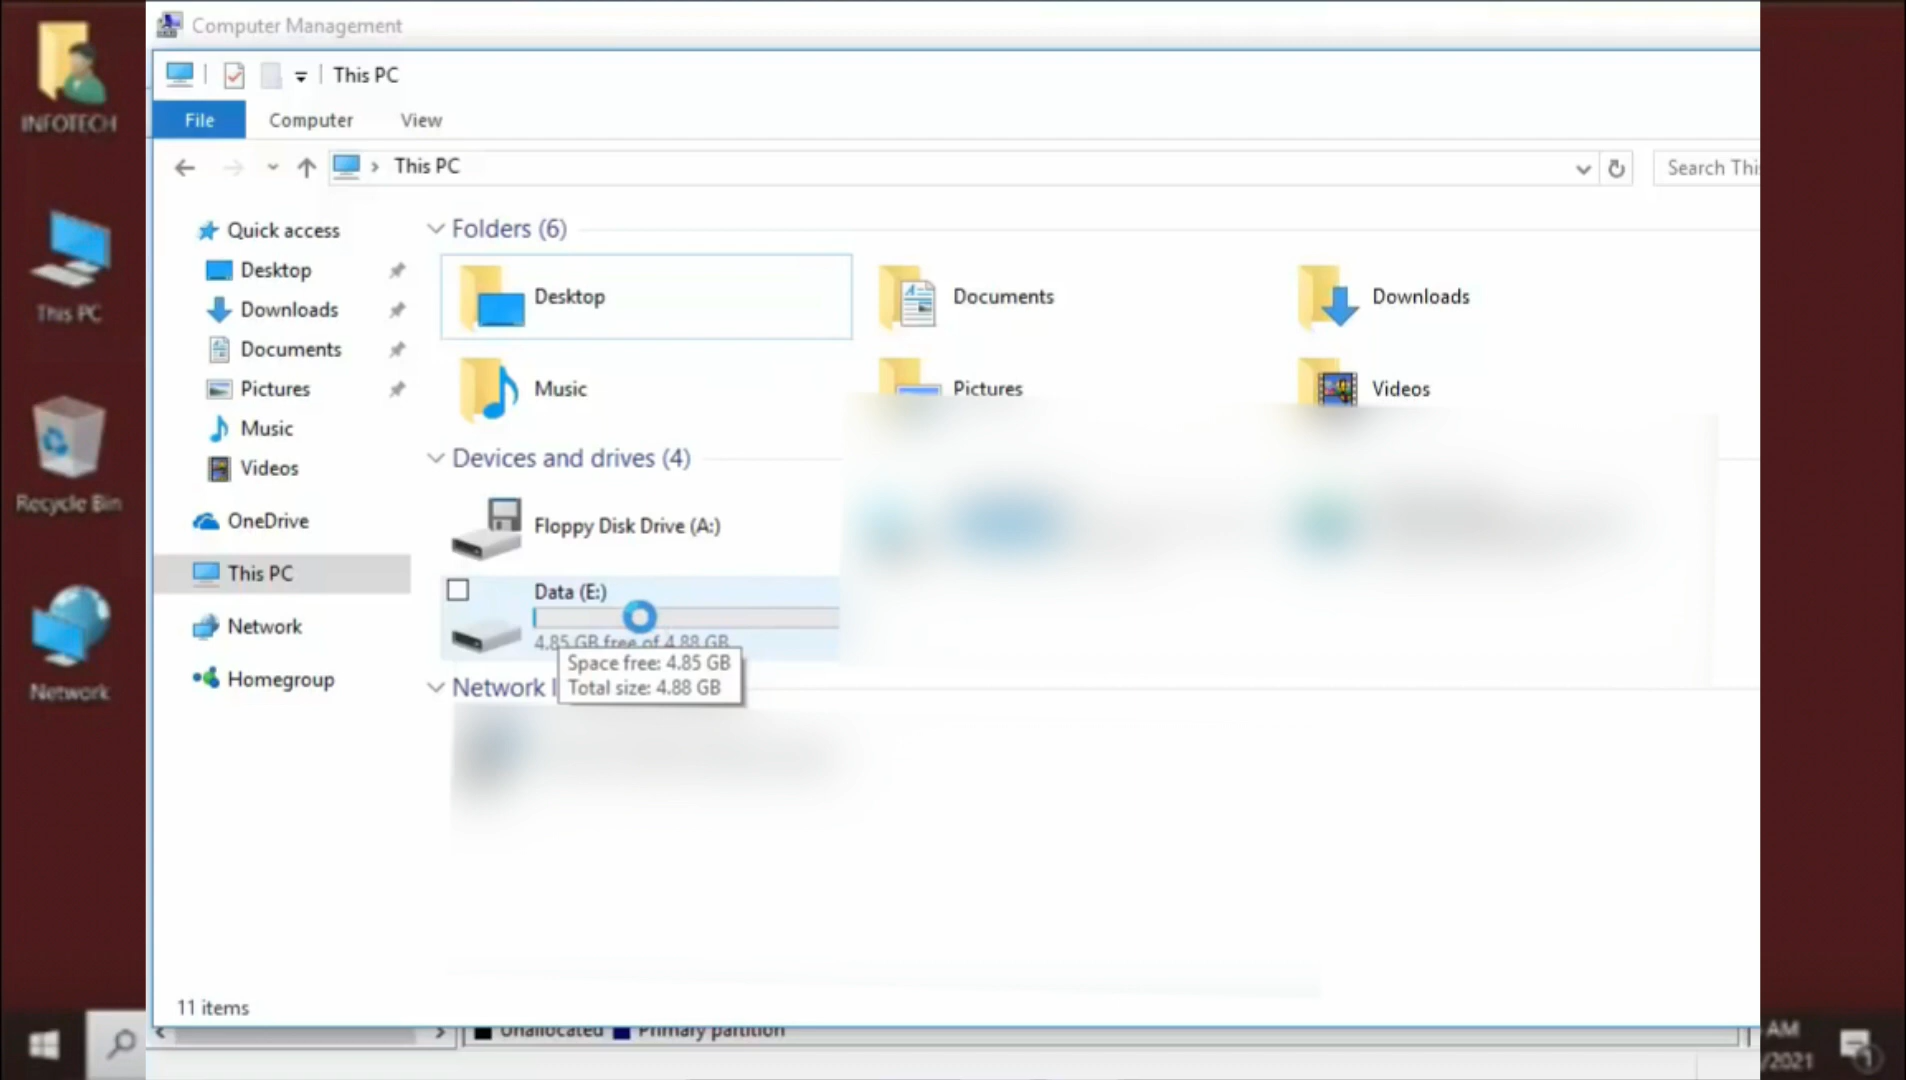 Computer Management
This PC
File
Computer
View
This PC
Search Thi
Quick access
Desktop
Downloads
Documents
Pictures
Music
Videos
OneDrive
This PC
Network
Homegroup
Folders (6)
Desktop
Documents
Downloads
Music
Pictures
Videos
Devices and drives (4)
Floppy Disk Drive (A:)
Data (E:)
4.85 GB free of 4.88 GB
Space free: 4.85 GB
Total size: 4.88 GB
Network l
11 items
Unallocated
Primary partition
INFOTECH
This PC
Recycle Bin
Network
AM
/2021
1